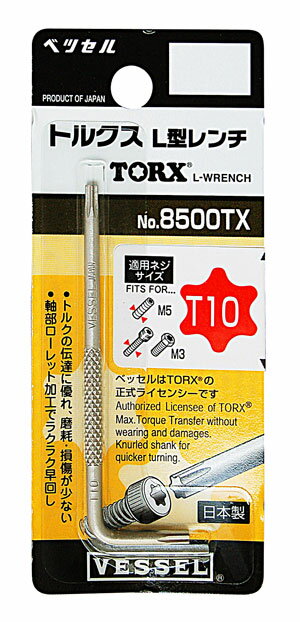 ベッセル
PRODUCT OF JAPAN
トルクス L型レンチ
TORX® L-WRENCH
No.8500TX
適用ネジ
サイズ
FITS FOR...
M5
M3
T10
ベッセルはTORX®の
正式ライセンシーです
Authorized Licensee of TORX®
Max.Torque Transfer without
wearing and damages.
Knurled shank for
quicker turning.
・トルクの伝達に優れ、磨耗・損傷が少ない
・軸部ローレット加工でラクラク早回し
VESSEL
T10
日本製
VESSEL®